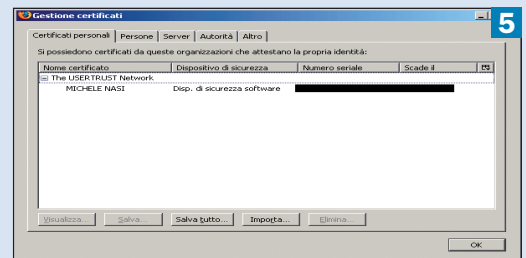 Gestione certificati
5
Certificati personali Persone Server Autorità Altro
Si possiedono certificati da queste organizzazioni che attestano la propria identità:
Nome certificato Dispositivo di sicurezza Numero seriale Scade il
The USERTRUST Network
MICHELE NASI Disp. di sicurezza software
Visualizza... Salva... Salva tutto... Importa... Elimina...
OK